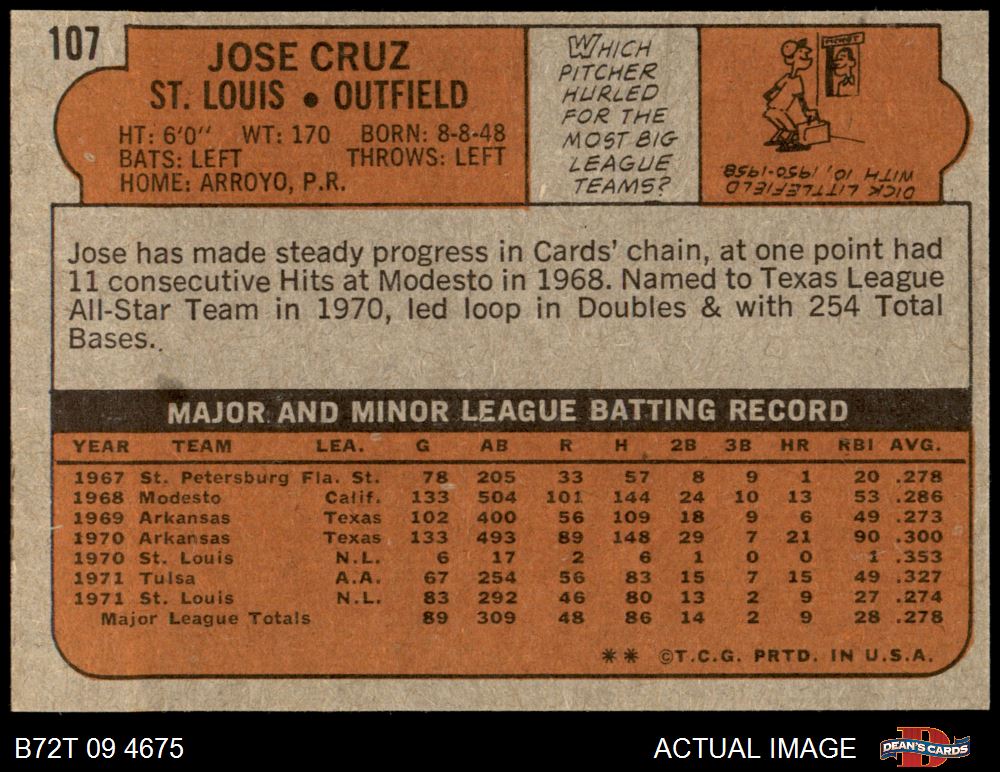 107
JOSE CRUZ
ST. LOUIS • OUTFIELD
HT: 6'0" WT: 170 BORN: 8-8-48
BATS: LEFT THROWS: LEFT
HOME: ARROYO, P.R.
WHICH
PITCHER
HURLED
FOR THE
MOST BIG
LEAGUE
TEAMS?
TICKET
DICK LITTLEFIELD
WITH 10, 1950-1958.
Jose has made steady progress in Cards' chain, at one point had
11 consecutive Hits at Modesto in 1968. Named to Texas League
All-Star Team in 1970, led loop in Doubles & with 254 Total
Bases.
MAJOR AND MINOR LEAGUE BATTING RECORD
YEAR TEAM LEA. G AB R H 2B 3B HR RBI AVG.
1967 St. Petersburg Fla. St. 78 205 33 57 8 9 1 20 .278
1968 Modesto Calif. 133 504 101 144 24 10 13 53 .286
1969 Arkansas Texas 102 400 56 109 18 9 6 49 .273
1970 Arkansas Texas 133 493 89 148 29 7 21 90 .300
1970 St. Louis N.L. 6 17 2 6 1 0 0 1 .353
1971 Tulsa A.A. 67 254 56 83 15 7 15 49 .327
1971 St. Louis N.L. 83 292 46 80 13 2 9 27 .274
Major League Totals 89 309 48 86 14 2 9 28 .278
** ©T.C.G. PRTD. IN U.S.A.
B72T 09 4675 ACTUAL IMAGE DEAN'S CARDS